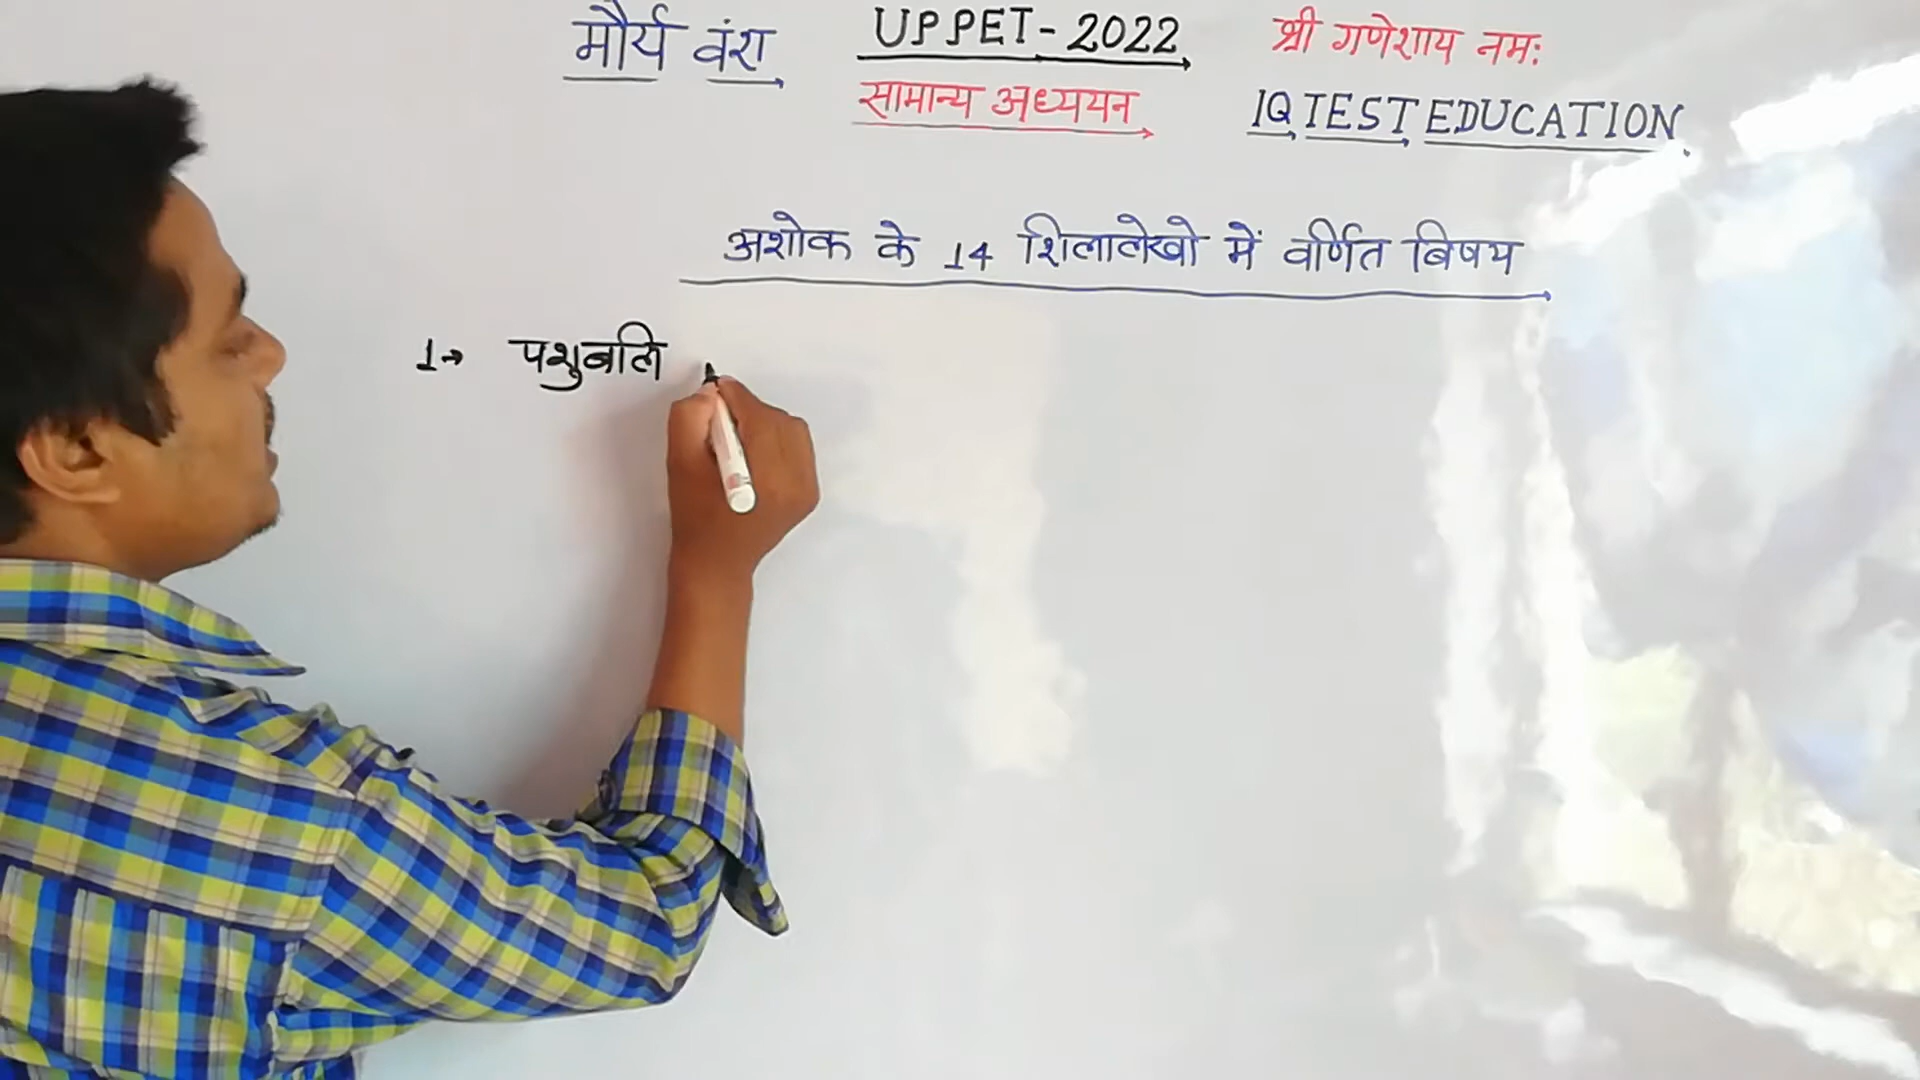 मौर्य वंश
UPPET-2022
सामान्य अध्ययन
श्री गणेशाय नमः
IQ TEST EDUCATION
अशोक के 14 शिलालेखो में वर्णित बिषय
1→ पशुबलि